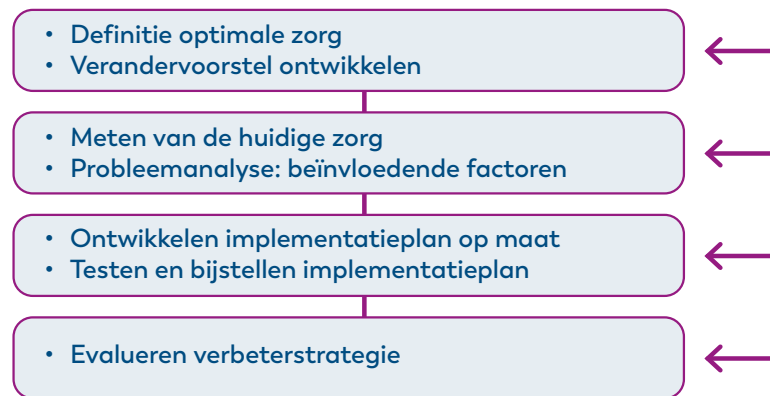 • Definitie optimale zorg
• Verandervoorstel ontwikkelen
• Meten van de huidige zorg
• Probleemanalyse: beïnvloedende factoren
• Ontwikkelen implementatieplan op maat
• Testen en bijstellen implementatieplan
• Evalueren verbeterstrategie